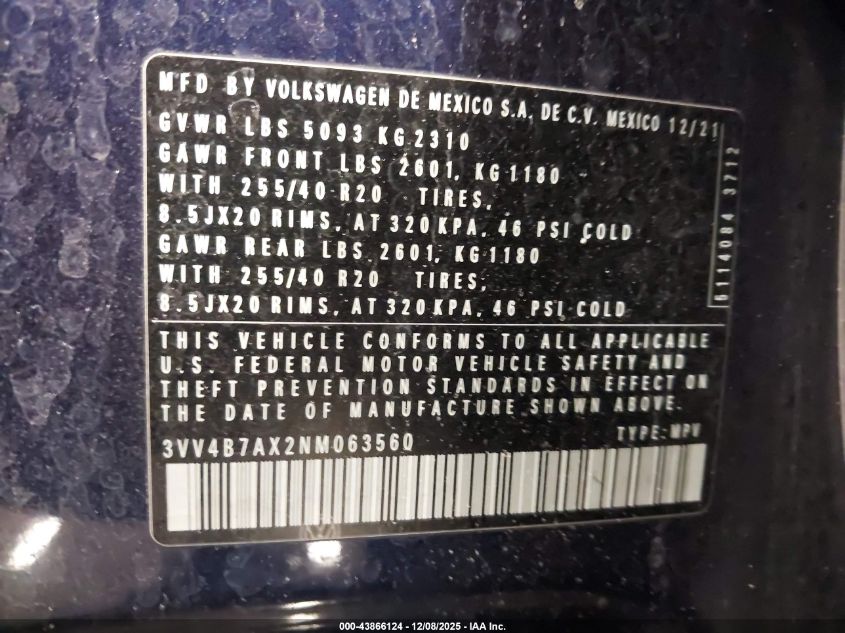 MFD BY VOLKSWAGEN DE MEXICO S.A. DE C.V. MEXICO 12/21
GVWR LBS 5093 KG 2310
GAWR FRONT LBS 2601, KG 1180
WITH 255/40 R20 TIRES,
8.5JX20 RIMS, AT 320 KPA, 46 PSI COLD
GAWR REAR LBS 2601, KG 1180
WITH 255/40 R20 TIRES,
8.5JX20 RIMS, AT 320 KPA, 46 PSI COLD
5114084 3712
THIS VEHICLE CONFORMS TO ALL APPLICABLE
U.S. FEDERAL MOTOR VEHICLE SAFETY AND
THEFT PREVENTION STANDARDS IN EFFECT ON
THE DATE OF MANUFACTURE SHOWN ABOVE.
3VV4B7AX2NM063560 TYPE: MPV
000-43866124 - 12/08/2025 - IAA Inc.